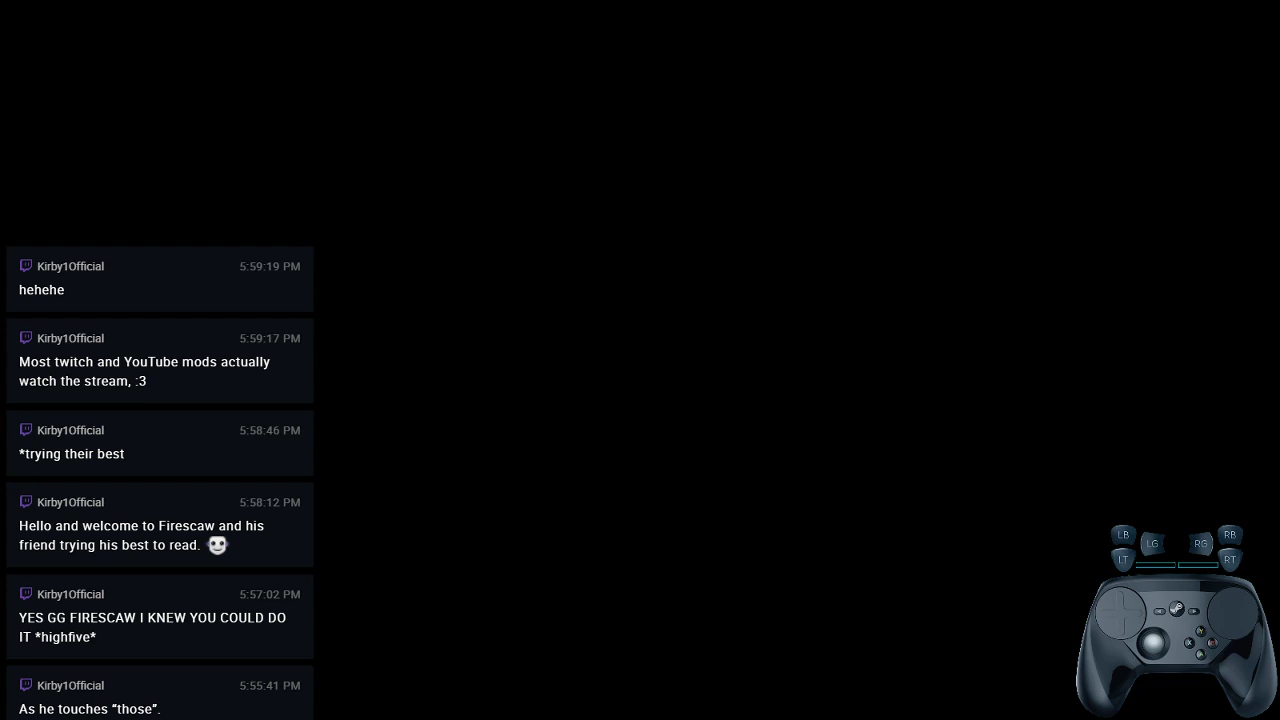 Kirby1Official 5:59:19 PM
hehehe
Kirby1Official 5:59:17 PM
Most twitch and YouTube mods actually
watch the stream, :3
Kirby1Official 5:58:46 PM
*trying their best
Kirby1Official 5:58:12 PM
Hello and welcome to Firescaw and his
friend trying his best to read.
Kirby1Official 5:57:02 PM
YES GG FIRESCAW I KNEW YOU COULD DO
IT *highfive*
Kirby1Official 5:55:41 PM
As he touches “those”.
LB RB
LG RG
LT RT
Y
X B
A